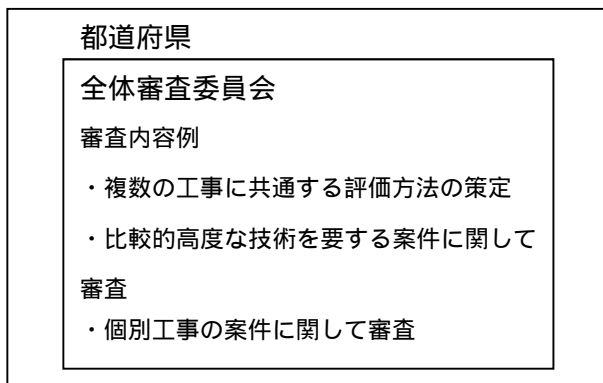 都道府県
全体審査委員会
審査内容例
・複数の工事に共通する評価方法の策定
・比較的高度な技術を要する案件に関して
審査
・個別工事の案件に関して審査